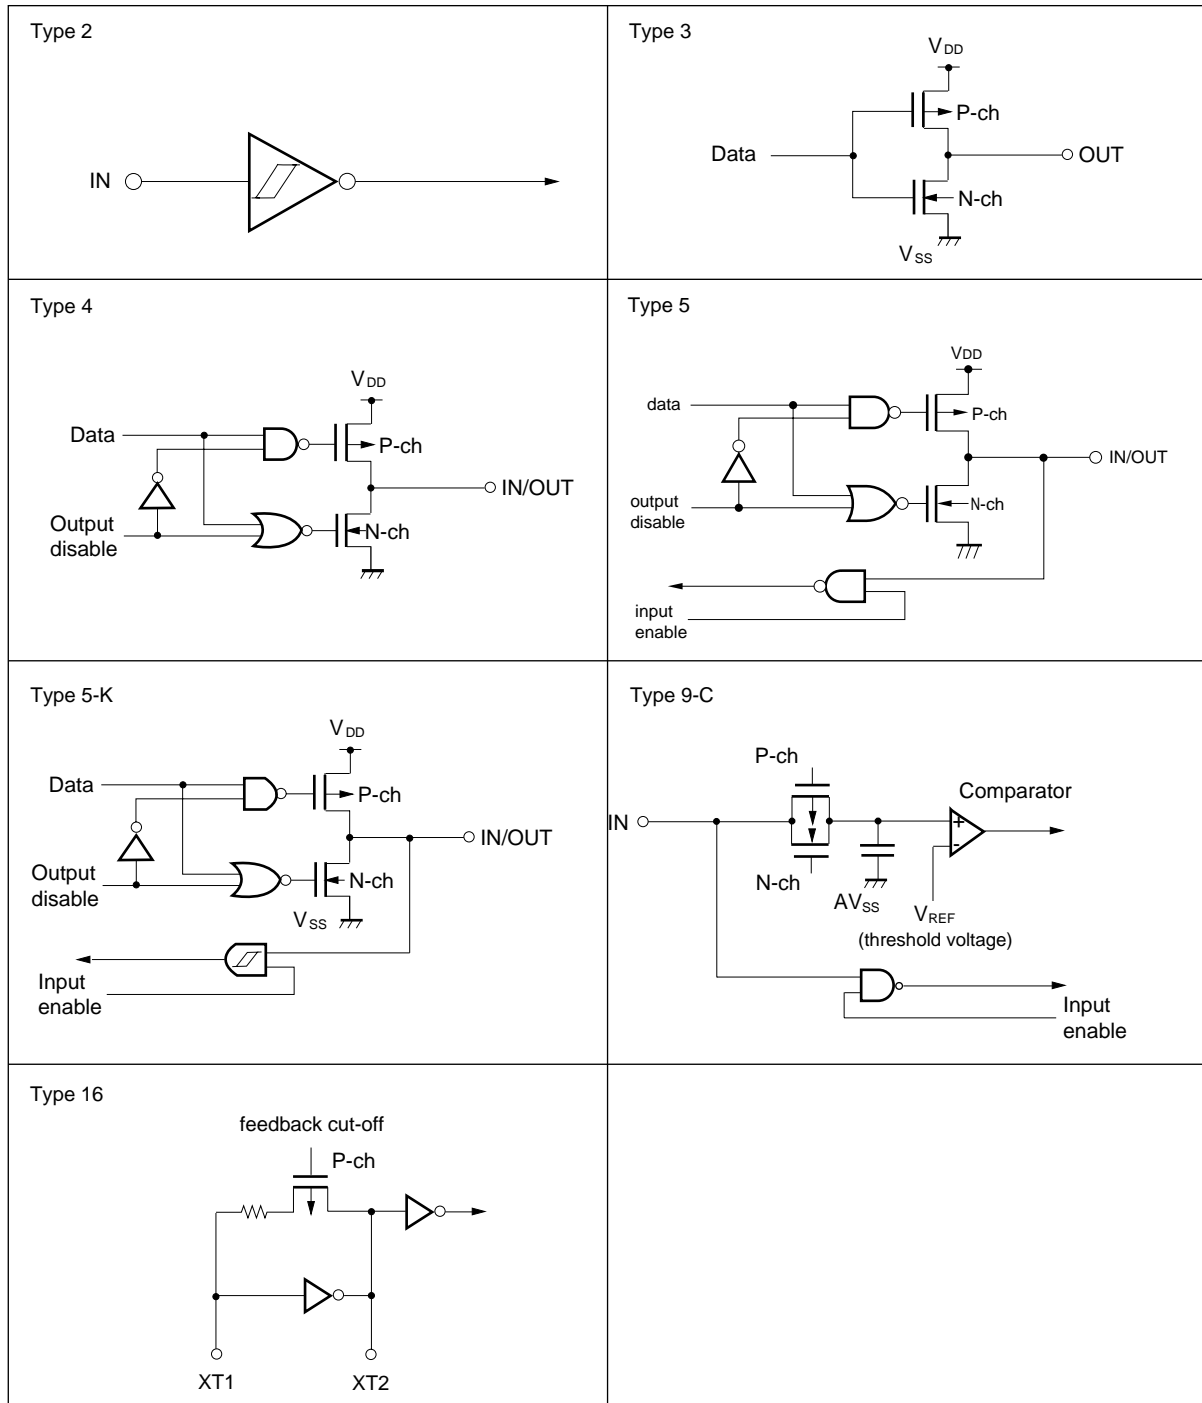 Type 2
IN
Type 3
VDD
P-ch
Data
OUT
N-ch
VSS
Type 4
VDD
Data
P-ch
IN/OUT
Output
disable
N-ch
Type 5
VDD
data
P-ch
IN/OUT
output
disable
N-ch
input
enable
Type 5-K
VDD
Data
P-ch
IN/OUT
Output
disable
N-ch
VSS
Input
enable
Type 9-C
P-ch
Comparator
IN
+
-
N-ch
AVSS
VREF
(threshold voltage)
Input
enable
Type 16
feedback cut-off
P-ch
XT1
XT2